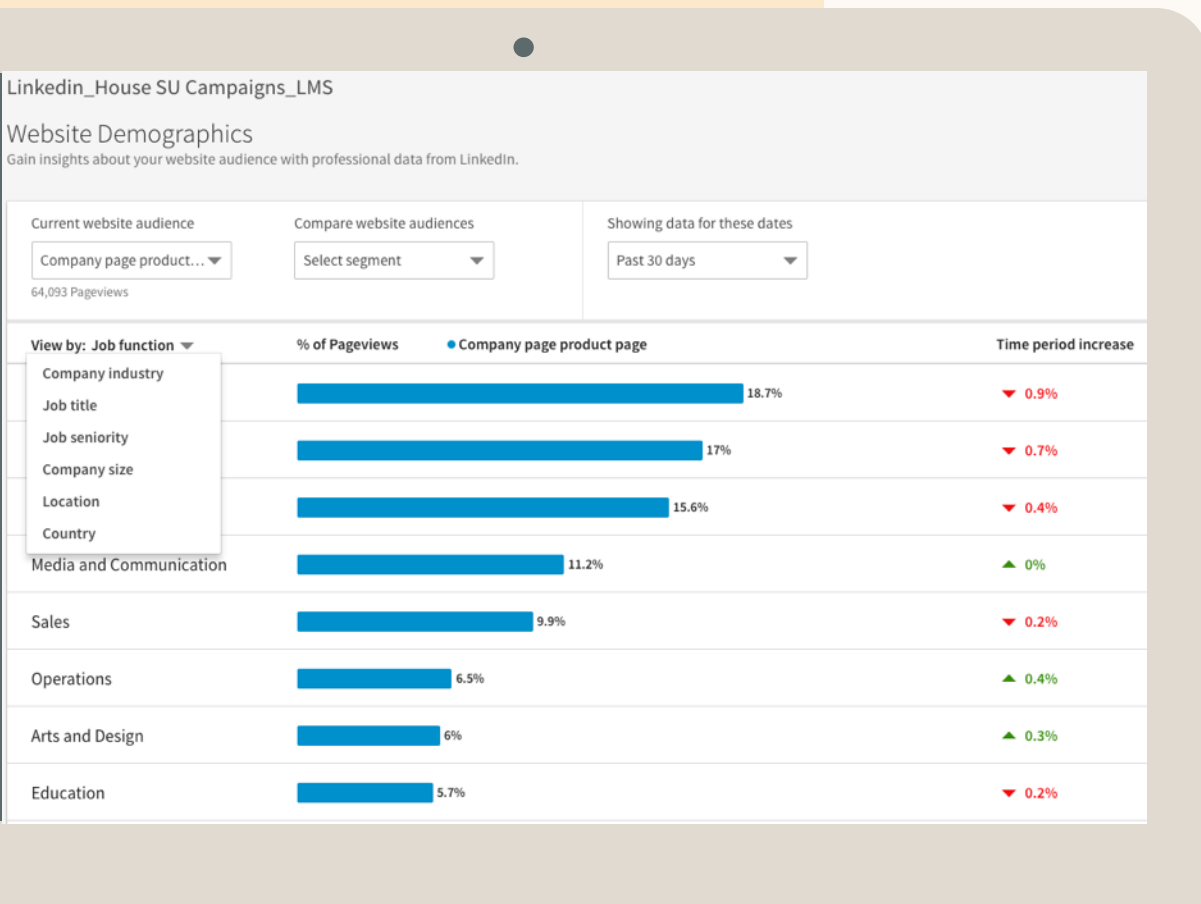 Linkedin_House SU Campaigns_LMS
Website Demographics
Gain insights about your website audience with professional data from LinkedIn.
Current website audience
Compare website audiences
Showing data for these dates
Company page product...
Select segment
Past 30 days
64,093 Pageviews
View by: Job function
% of Pageviews
Company page product page
Time period increase
Company industry
Job title
Job seniority
Company size
Location
Country
18.7%
0.9%
17%
0.7%
15.6%
0.4%
Media and Communication
11.2%
0%
Sales
9.9%
0.2%
Operations
6.5%
0.4%
Arts and Design
6%
0.3%
Education
5.7%
0.2%